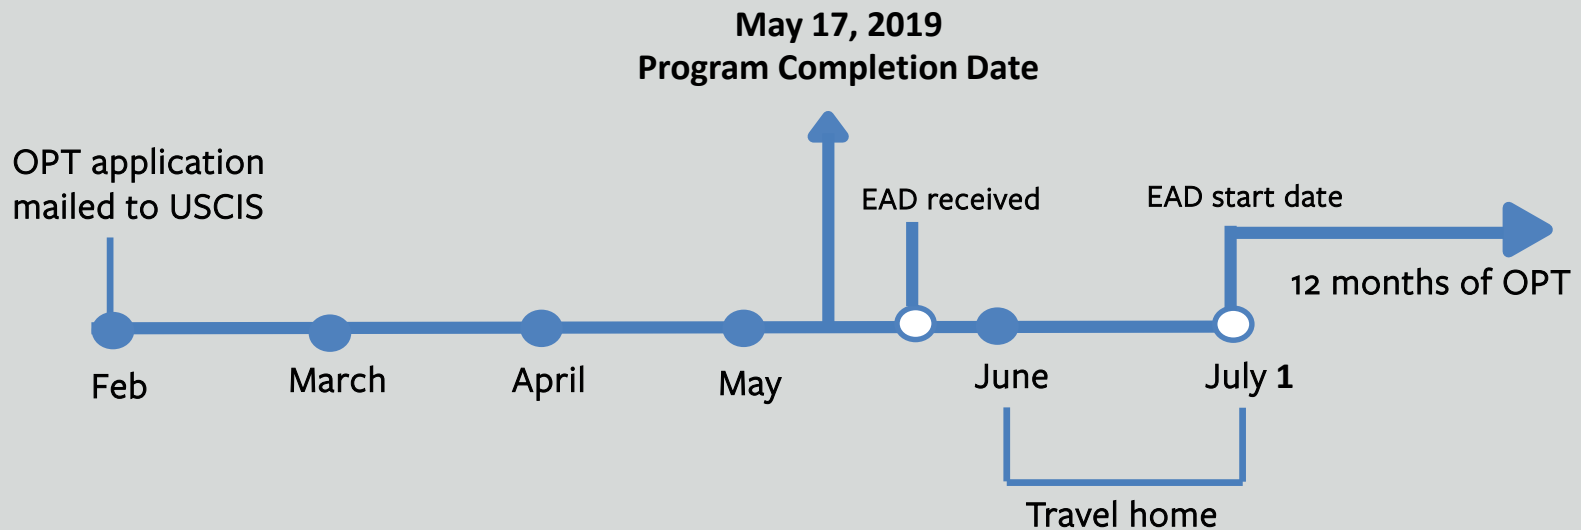 May 17, 2019
Program Completion Date
OPT application
mailed to USCIS
EAD received
EAD start date
12 months of OPT
Feb
March
April
May
June
July 1
Travel home